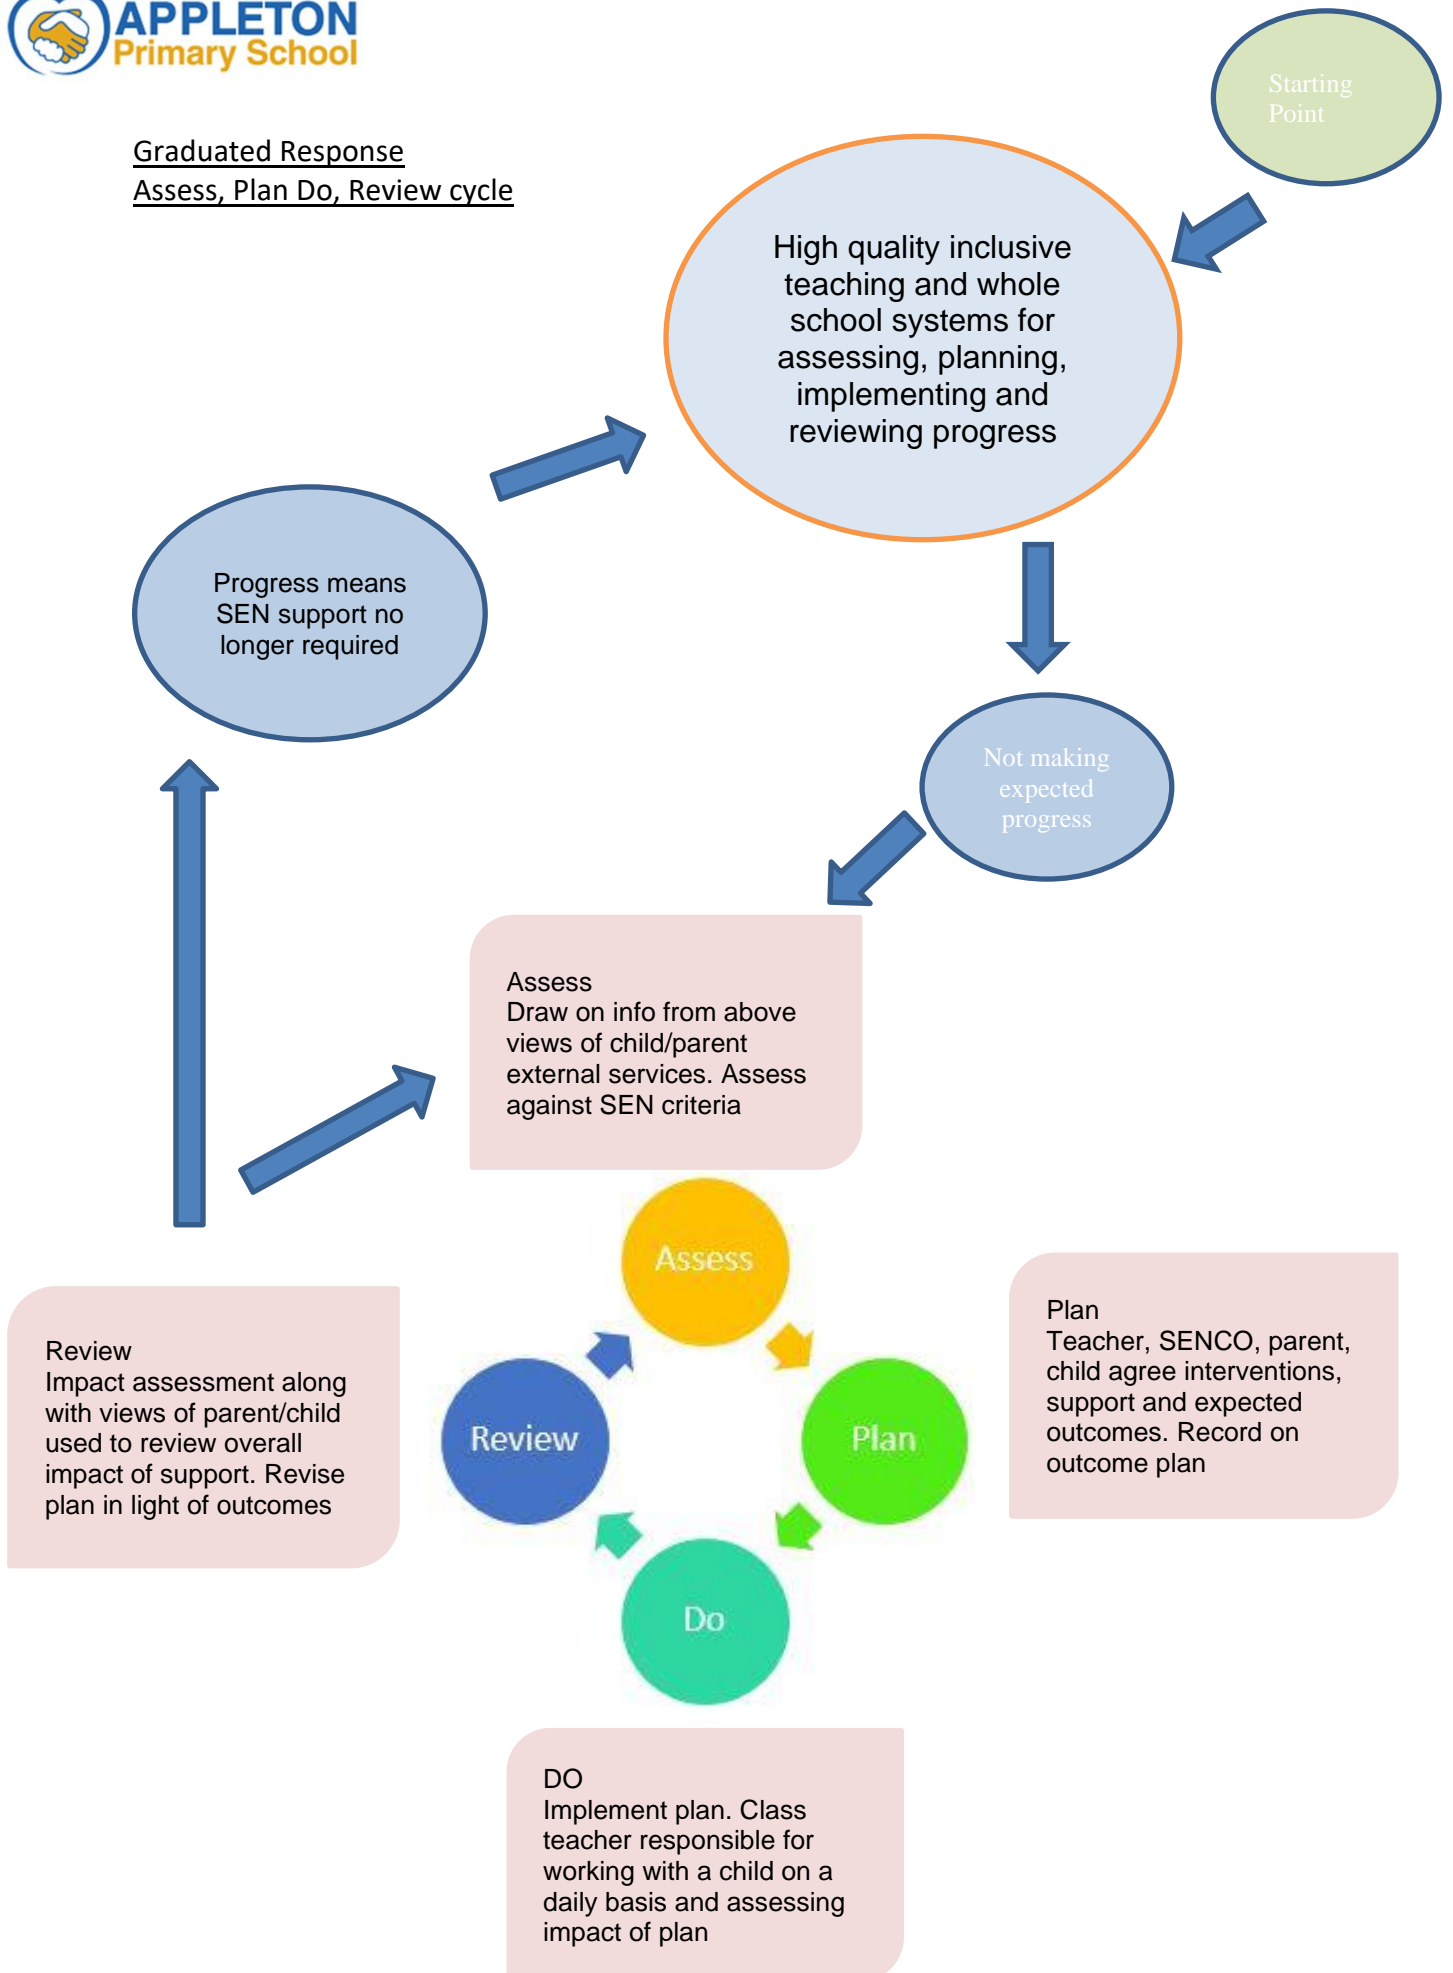 APPLETON
Primary School
Starting
Point
Graduated Response
Assess, Plan Do, Review cycle
High quality inclusive
teaching and whole
school systems for
assessing, planning,
implementing and
reviewing progress
Progress means
SEN support no
longer required
Not making
expected
progress
Assess
Draw on info from above
views of child/parent
external services. Assess
against SEN criteria
Assess
Review
Impact assessment along
with views of parent/child
used to review overall
impact of support. Revise
plan in light of outcomes
Review
Plan
Plan
Teacher, SENCO, parent,
child agree interventions,
support and expected
outcomes. Record on
outcome plan
Do
DO
Implement plan. Class
teacher responsible for
working with a child on a
daily basis and assessing
impact of plan